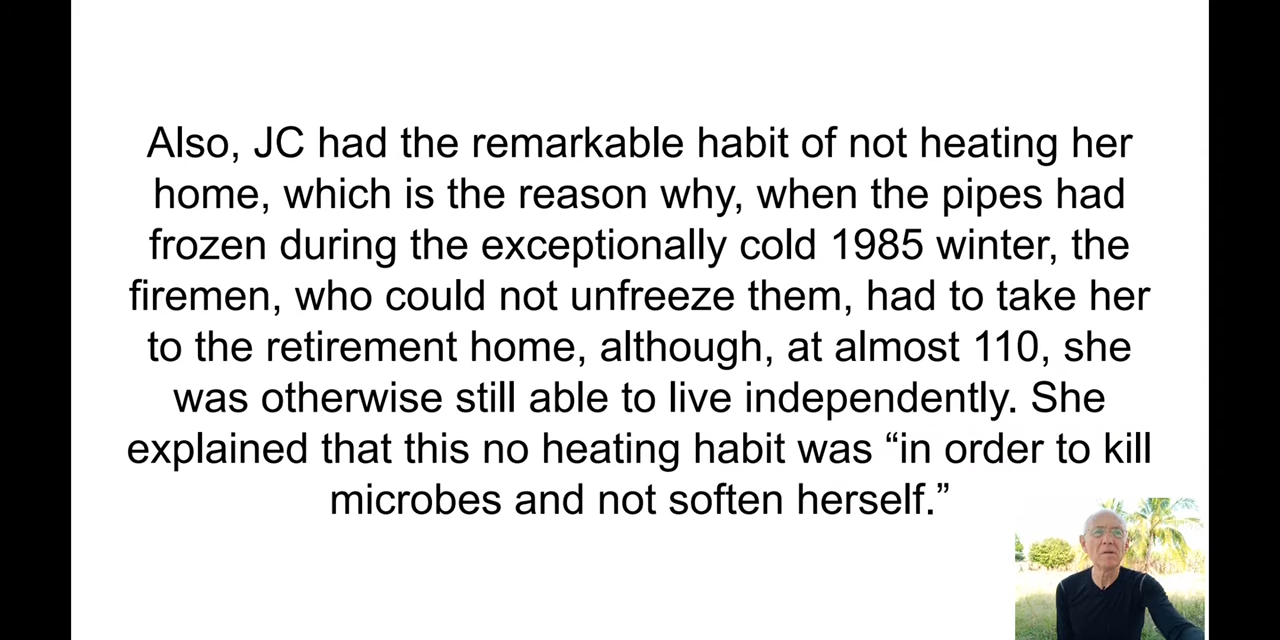 Also, JC had the remarkable habit of not heating her
home, which is the reason why, when the pipes had
frozen during the exceptionally cold 1985 winter, the
firemen, who could not unfreeze them, had to take her
to the retirement home, although, at almost 110, she
was otherwise still able to live independently. She
explained that this no heating habit was “in order to kill
microbes and not soften herself.”